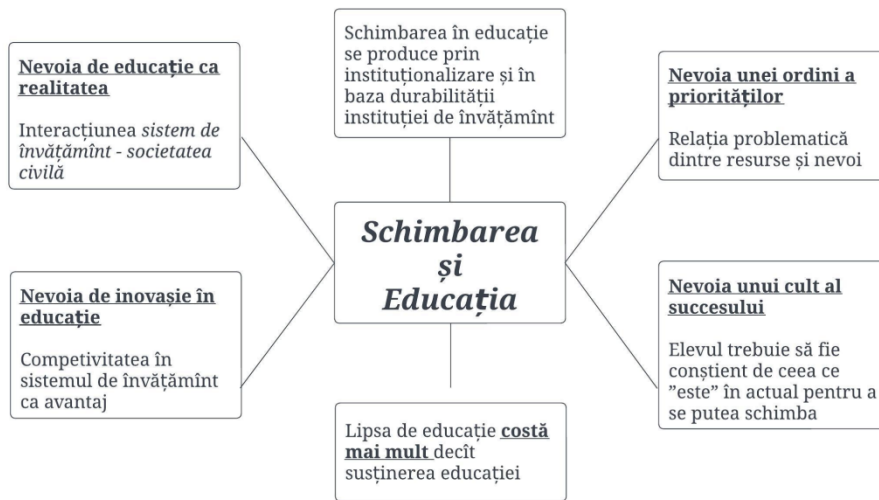 Schimbarea în educație
se produce prin
instituționalizare și în
baza durabilității
instituției de învățămînt
Nevoia de educație ca
realitatea
Interacțiunea sistem de
învățămînt - societatea
civilă
Nevoia unei ordini a
priorităților
Relația problematică
dintre resurse și nevoi
Schimbarea
și
Educația
Nevoia de inovașie în
educație
Competivitatea în
sistemul de învățămînt
ca avantaj
Nevoia unui cult al
succesului
Elevul trebuie să fie
conștient de ceea ce
”este” în actual pentru a
se putea schimba
Lipsa de educație costă
mai mult decît
susținerea educației